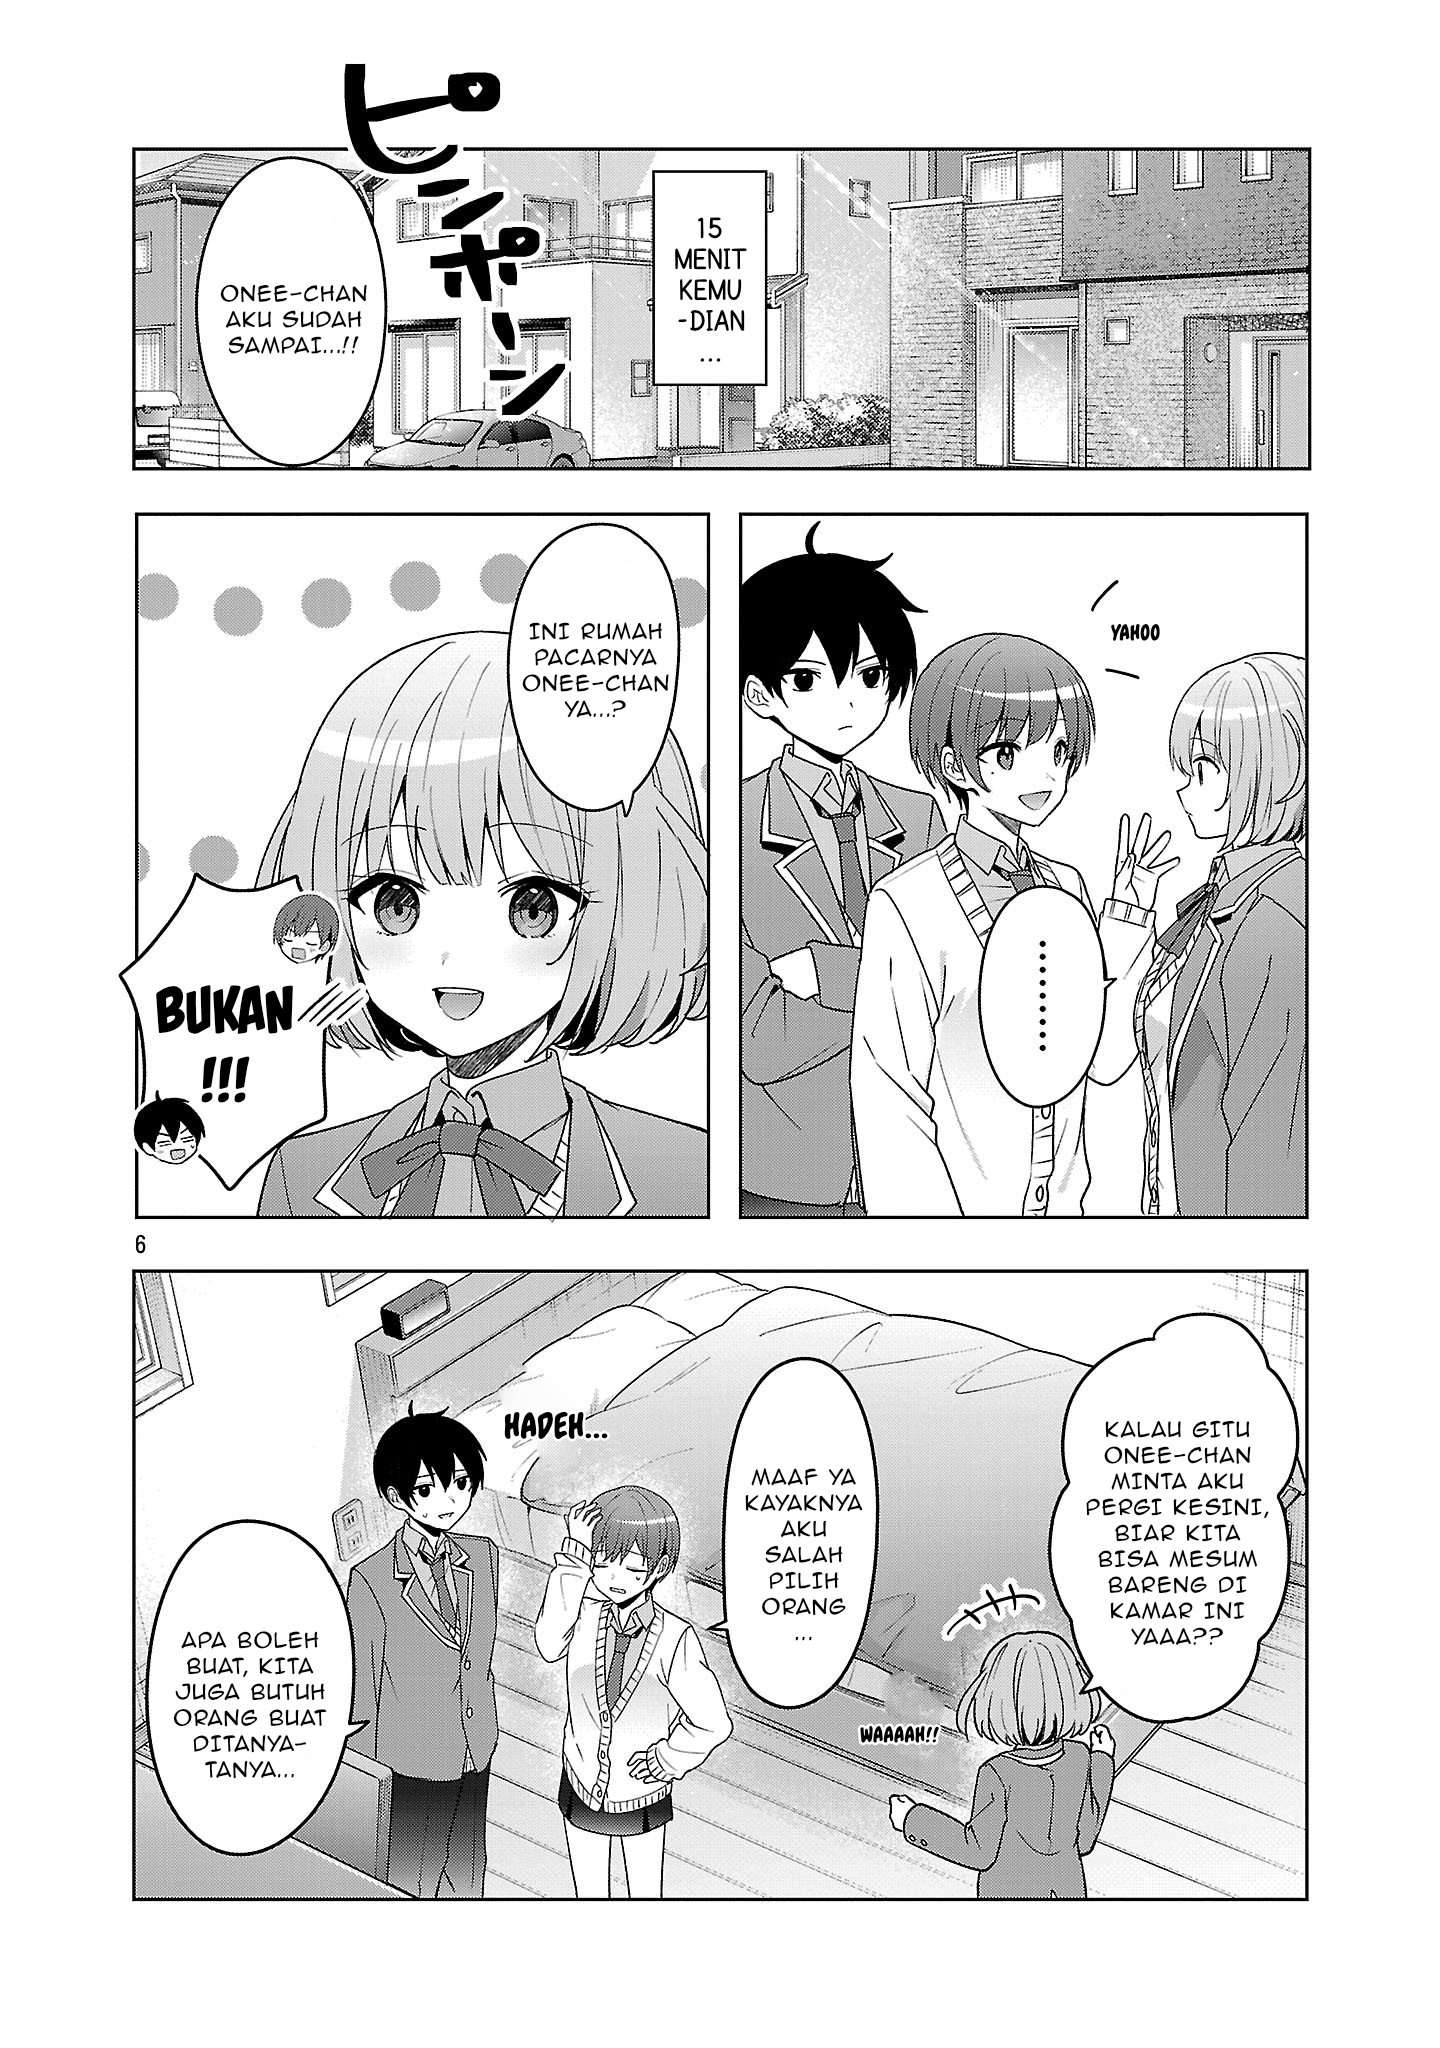 ピンポーン
15
MENIT
KEMU
-DIAN
...
ONEE-CHAN
AKU SUDAH
SAMPAI...!!
YAHOO
.........
INI RUMAH
PACARNYA
ONEE-CHAN
YA...?
BUKAN
!!!
6
KALAU GITU
ONEE-CHAN
MINTA AKU
PERGI KESINI,
BIAR KITA
BISA MESUM
BARENG DI
KAMAR INI
YAAA??
WAAAAH!!
MAAF YA
KAYAKNYA
AKU
SALAH
PILIH
ORANG
...
HADEH...
APA BOLEH
BUAT, KITA
JUGA BUTUH
ORANG BUAT
DITANYA-
TANYA...